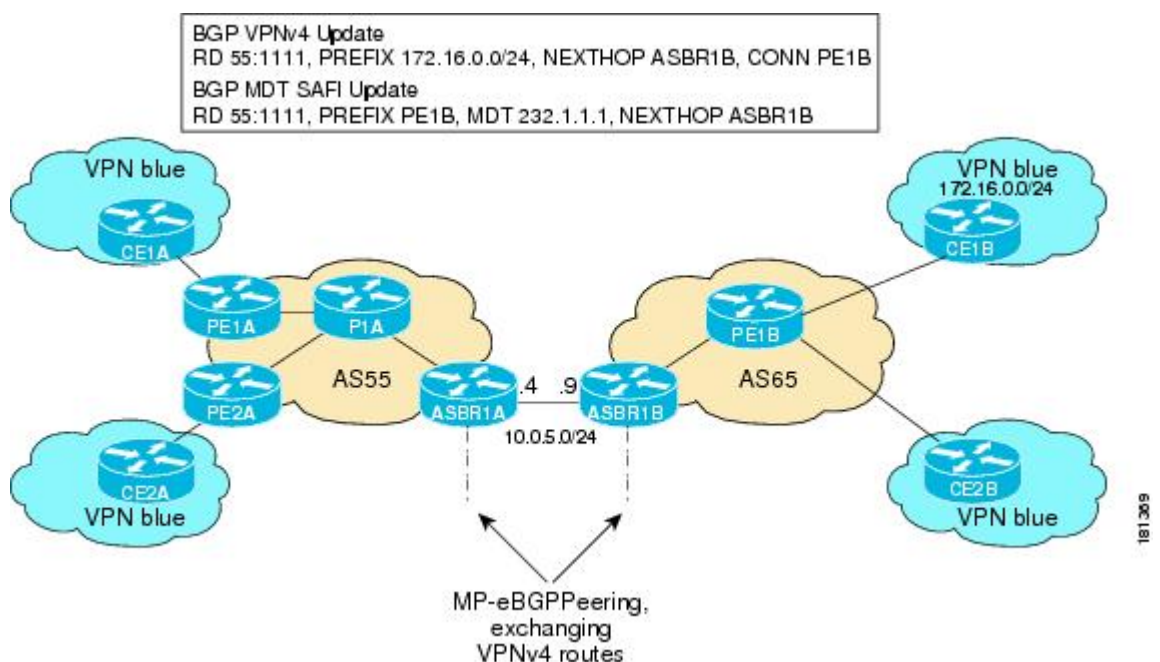 BGP VPNv4 Update
RD 55:1111, PREFIX 172.16.0.0/24, NEXTHOP ASBR1B, CONN PE1B
BGP MDT SAFI Update
RD 55:1111, PREFIX PE1B, MDT 232.1.1.1, NEXTHOP ASBR1B
VPN blue
CE1A
VPN blue
172.16.0.0/24
CE1B
PE1A
P1A
PE1B
AS55
AS65
PE2A
ASBR1A
.4
.9
ASBR1B
10.0.5.0/24
CE2A
VPN blue
CE2B
VPN blue
MP-eBGPPeering,
exchanging
VPNv4 routes
181369